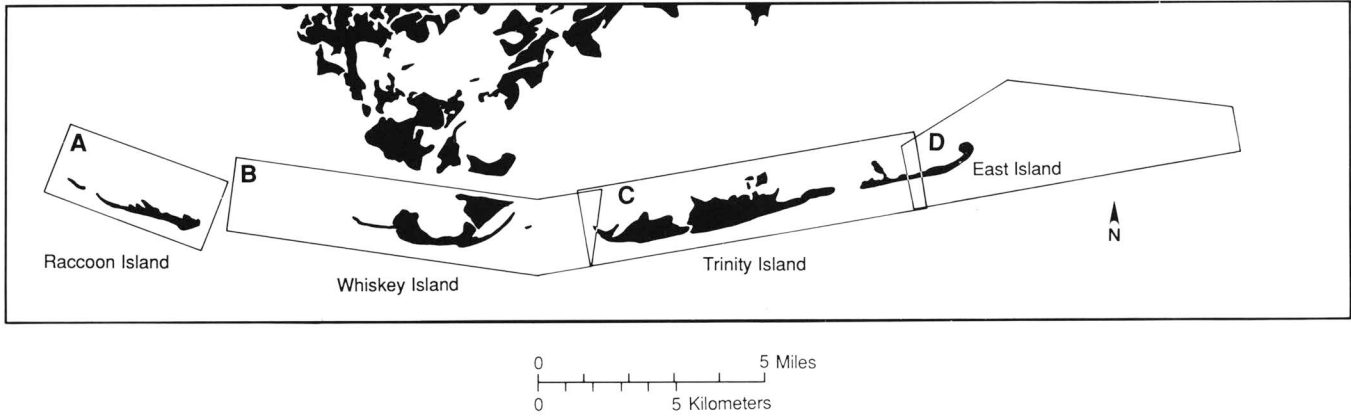 A
B
C
D
East Island
N
Raccoon Island
Whiskey Island
Trinity Island
0 5 Miles
0 5 Kilometers